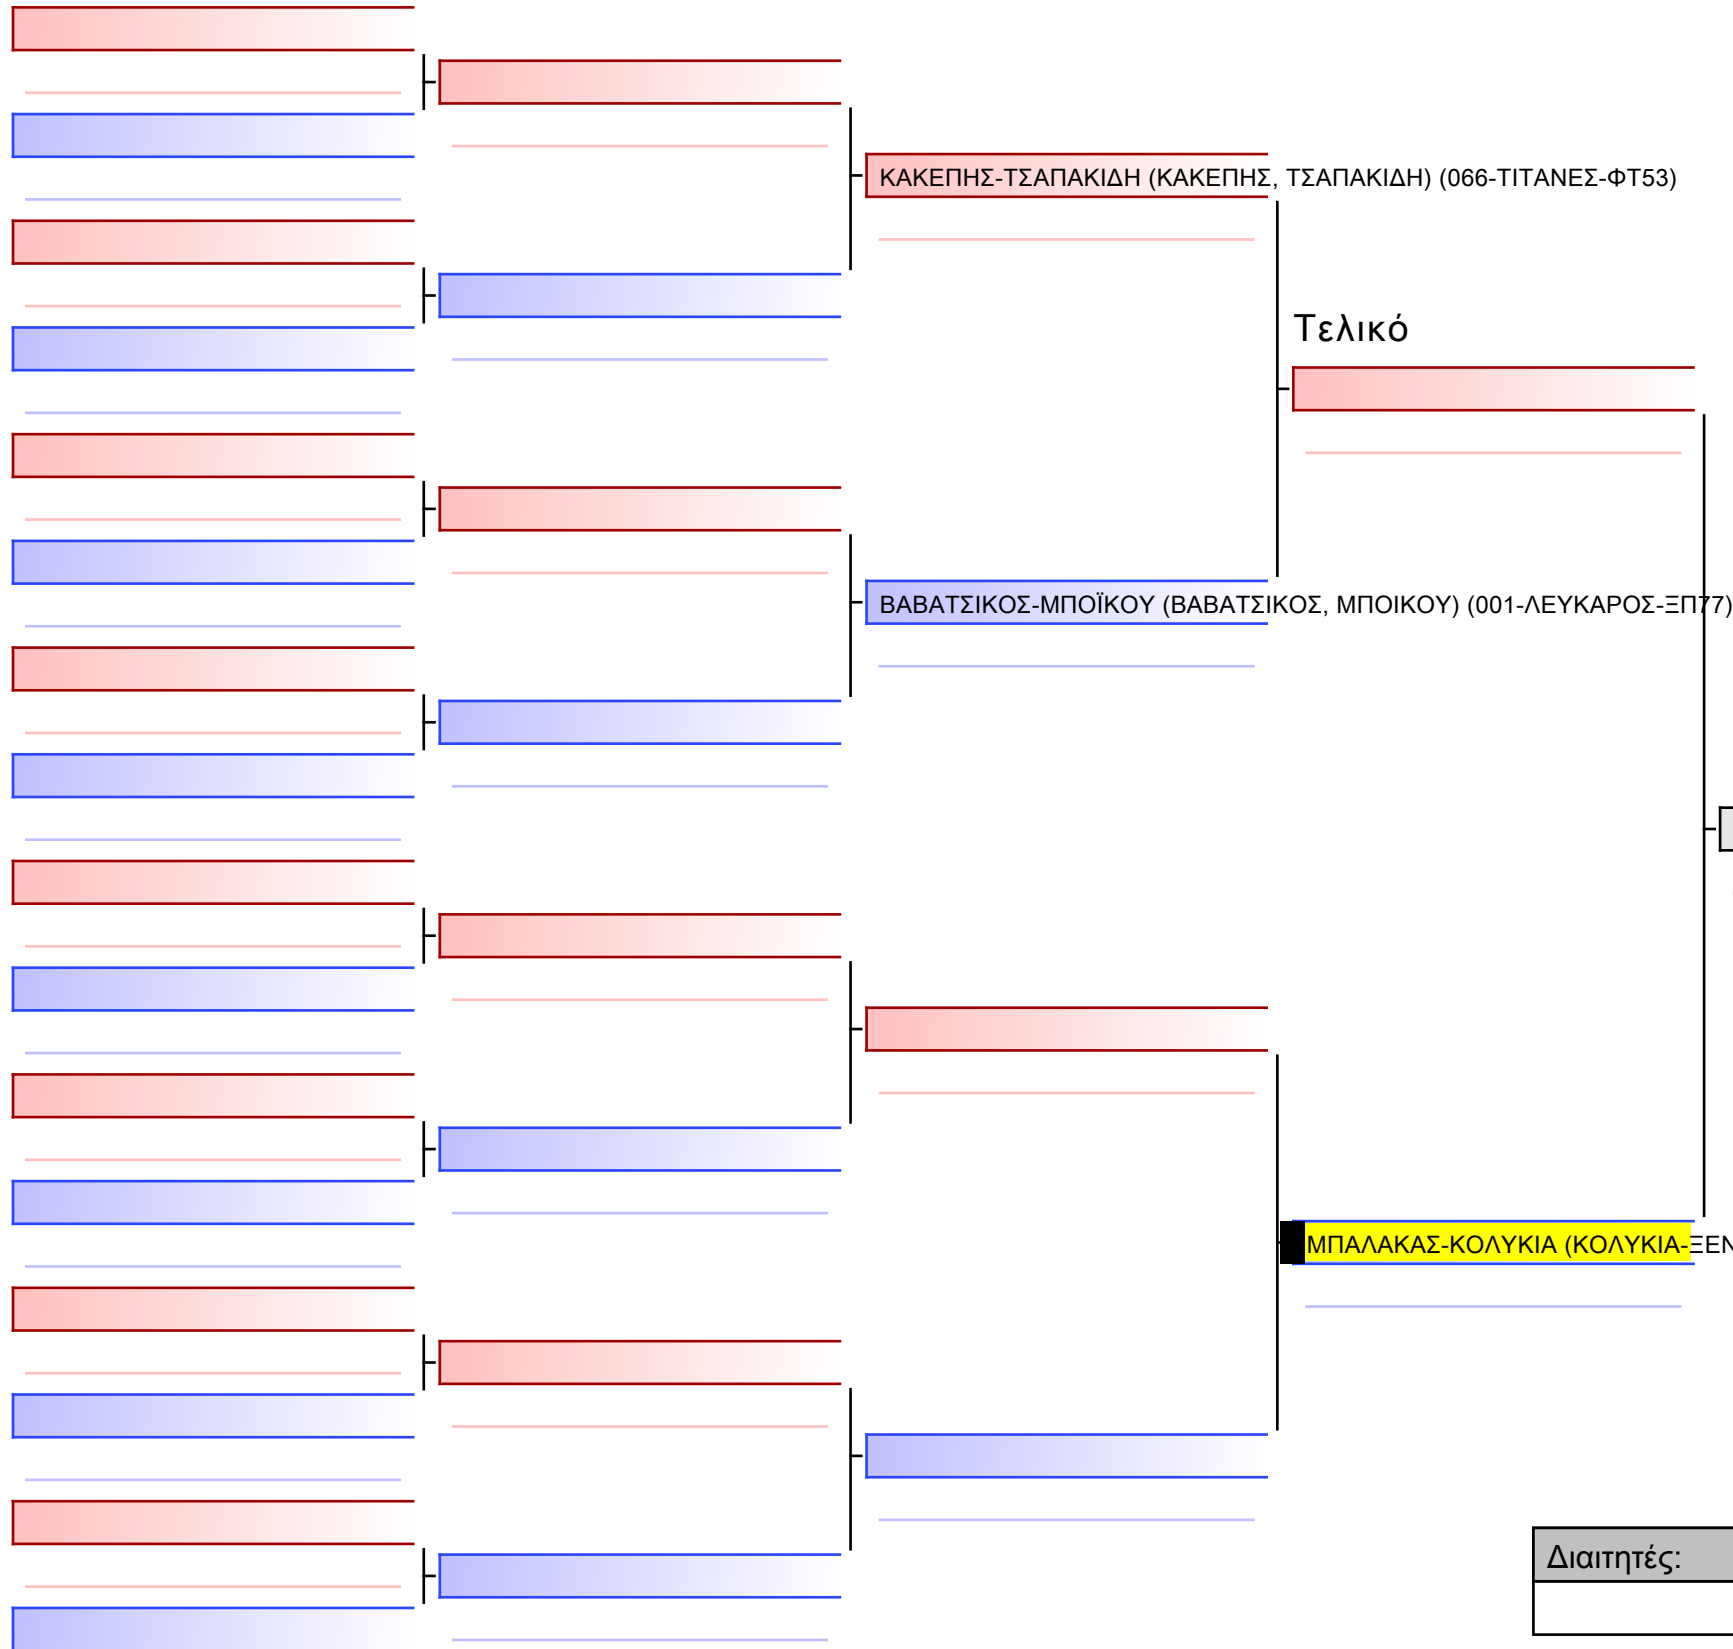 ΚΑΚΕΠΗΣ-ΤΣΑΠΑΚΙΔΗ (ΚΑΚΕΠΗΣ, ΤΣΑΠΑΚΙΔΗ) (066-ΤΙΤΑΝΕΣ-ΦΤ53)
Τελικό
ΒΑΒΑΤΣΙΚΟΣ-ΜΠΟΪΚΟΥ (ΒΑΒΑΤΣΙΚΟΣ, ΜΠΟΙΚΟΥ) (001-ΛΕΥΚΑΡΟΣ-ΞΠ77)
ΜΠΑΛΑΚΑΣ-ΚΟΛΥΚΙΑ (ΚΟΛΥΚΙΑ-ΞΕΝ
Διαιτητές: